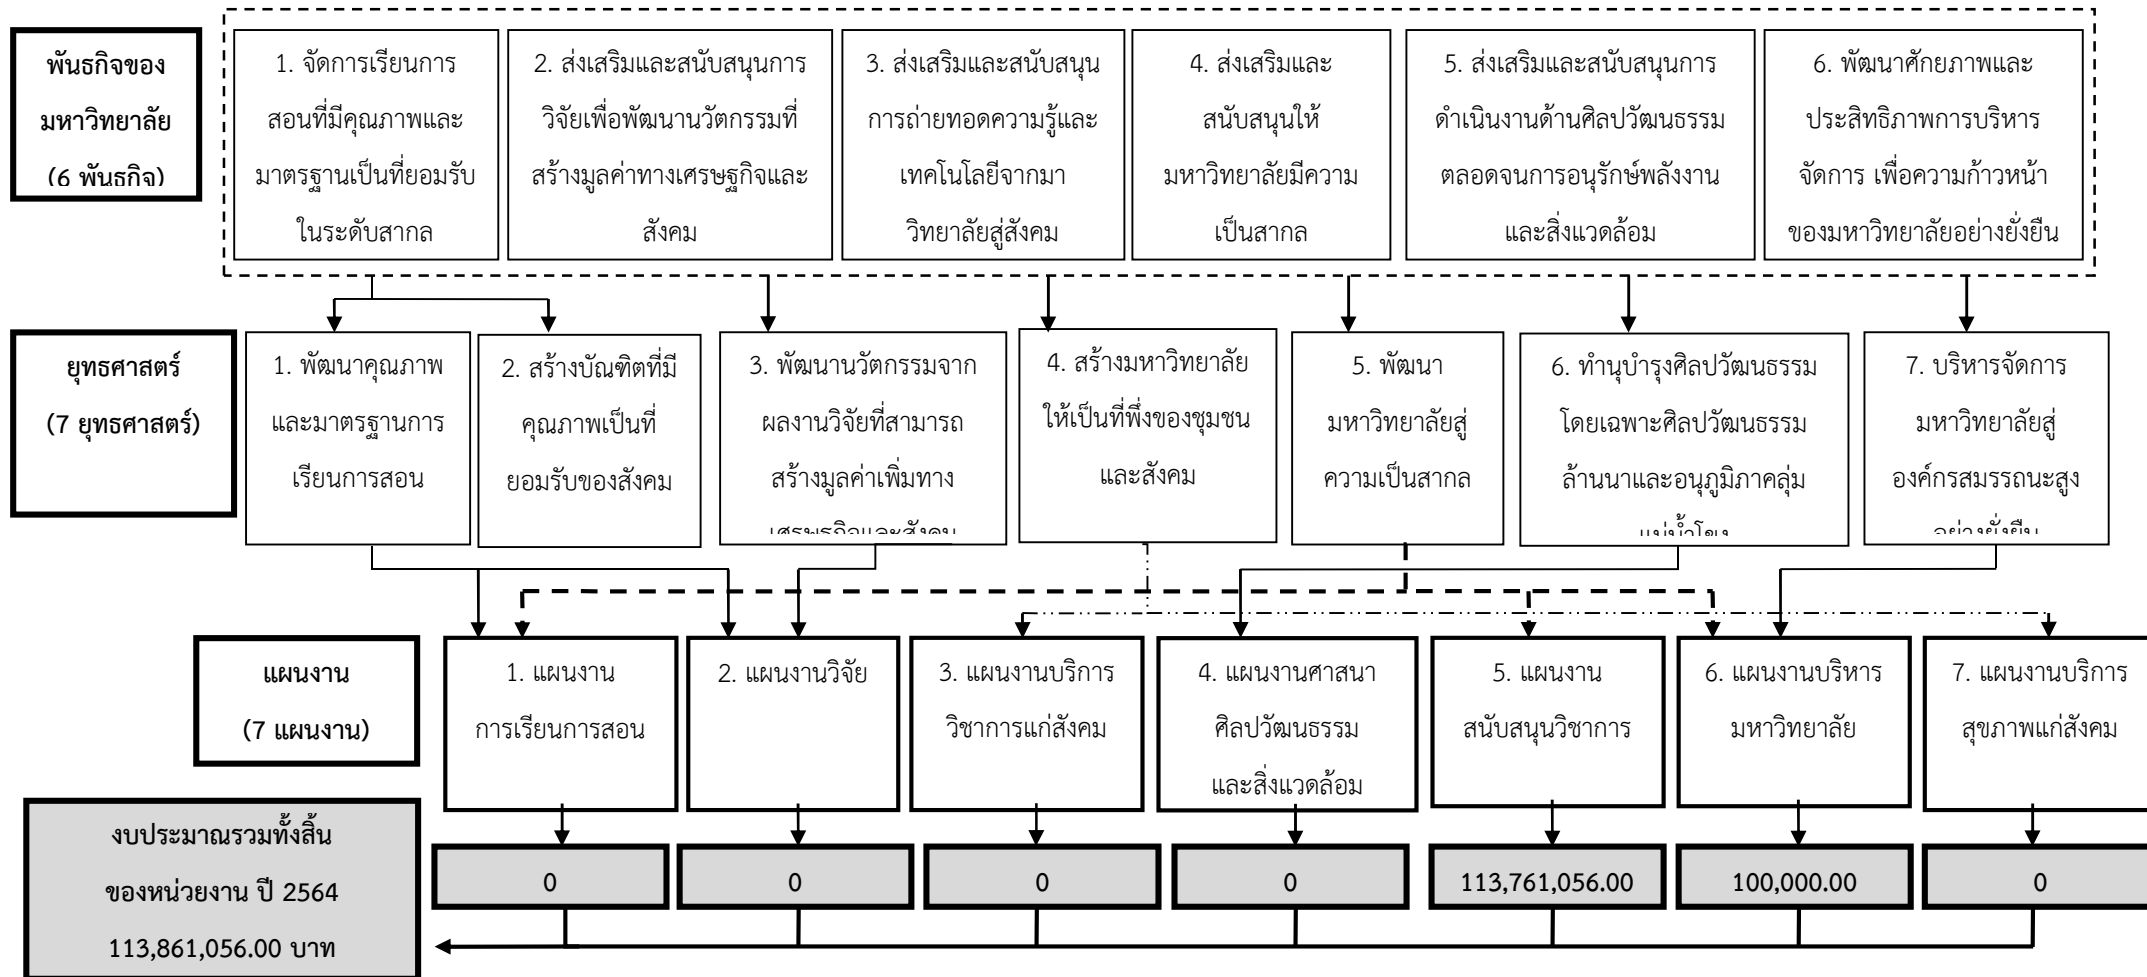 พันธกิจของ
มหาวิทยาลัย
(6 พันธกิจ)
1. จัดการเรียนการ
สอนที่มีคุณภาพและ
มาตรฐานเป็นที่ยอมรับ
ในระดับสากล
2. ส่งเสริมและสนับสนุนการ
วิจัยเพื่อพัฒนานวัตกรรมที่
สร้างมูลค่าทางเศรษฐกิจและ
สังคม
3. ส่งเสริมและสนับสนุน
การถ่ายทอดความรู้และ
เทคโนโลยีจากมา
วิทยาลัยสู่สังคม
4. ส่งเสริมและ
สนับสนุนให้
มหาวิทยาลัยมีความ
เป็นสากล
5. ส่งเสริมและสนับสนุนการ
ดำเนินงานด้านศิลปวัฒนธรรม
ตลอดจนการอนุรักษ์พลังงาน
และสิ่งแวดล้อม
6. พัฒนาศักยภาพและ
ประสิทธิภาพการบริหาร
จัดการ เพื่อความก้าวหน้า
ของมหาวิทยาลัยอย่างยั่งยืน
ยุทธศาสตร์
(7 ยุทธศาสตร์)
1. พัฒนาคุณภาพ
และมาตรฐานการ
เรียนการสอน
2. สร้างบัณฑิตที่มี
คุณภาพเป็นที่
ยอมรับของสังคม
3. พัฒนานวัตกรรมจาก
ผลงานวิจัยที่สามารถ
สร้างมูลค่าเพิ่มทาง
เศรษฐกิจและสังคม
4. สร้างมหาวิทยาลัย
ให้เป็นที่พึ่งของชุมชน
และสังคม
5. พัฒนา
มหาวิทยาลัยสู่
ความเป็นสากล
6. ทำนุบำรุงศิลปวัฒนธรรม
โดยเฉพาะศิลปวัฒนธรรม
ล้านนาและอนุภูมิภาคลุ่ม
แม่น้ำโขง
7. บริหารจัดการ
มหาวิทยาลัยสู่
องค์กรสมรรถนะสูง
อย่างยั่งยืน
แผนงาน
(7 แผนงาน)
1. แผนงาน
การเรียนการสอน
2. แผนงานวิจัย
3. แผนงานบริการ
วิชาการแก่สังคม
4. แผนงานศาสนา
ศิลปวัฒนธรรม
และสิ่งแวดล้อม
5. แผนงาน
สนับสนุนวิชาการ
6. แผนงานบริหาร
มหาวิทยาลัย
7. แผนงานบริการ
สุขภาพแก่สังคม
งบประมาณรวมทั้งสิ้น
ของหน่วยงาน ปี 2564
113,861,056.00 บาท
0
0
0
0
113,761,056.00
100,000.00
0